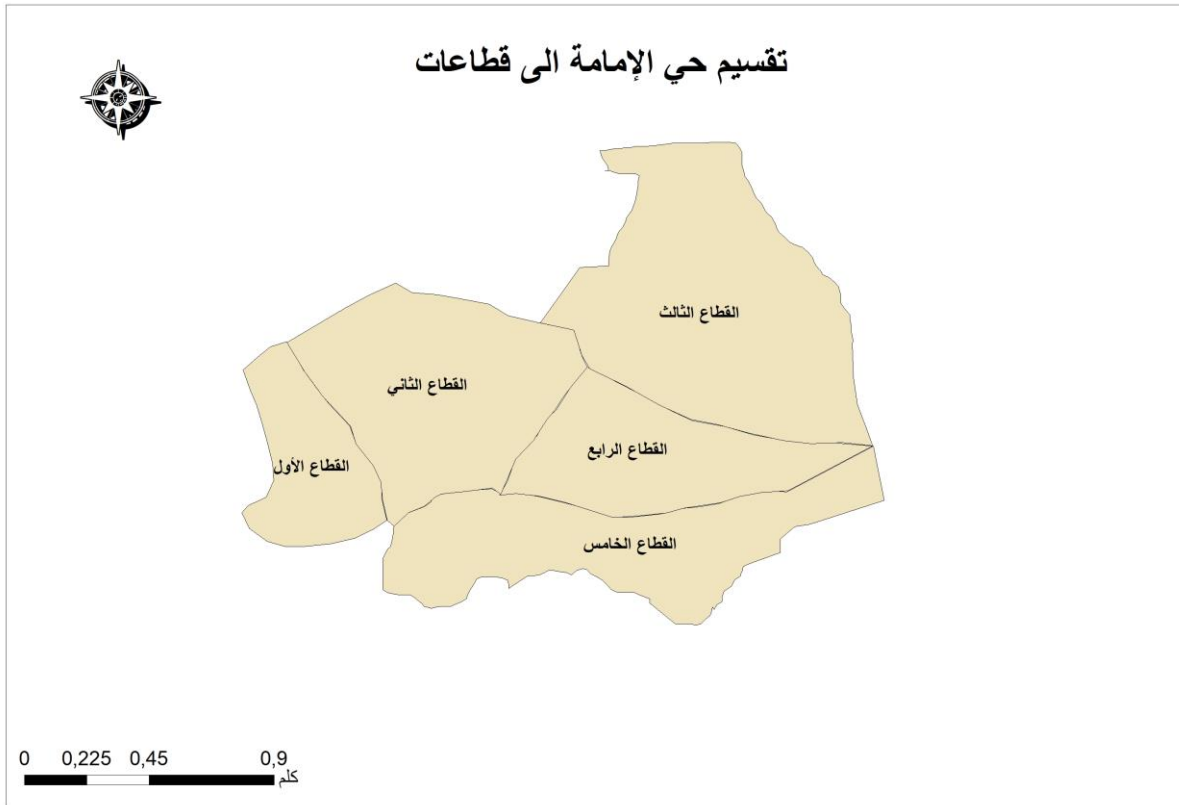 تقسيم حي الإمامة الى قطاعات
القطاع الثالث
القطاع الثاني
القطاع الرابع
القطاع الأول
القطاع الخامس
0 0,225 0,45 0,9
كلم